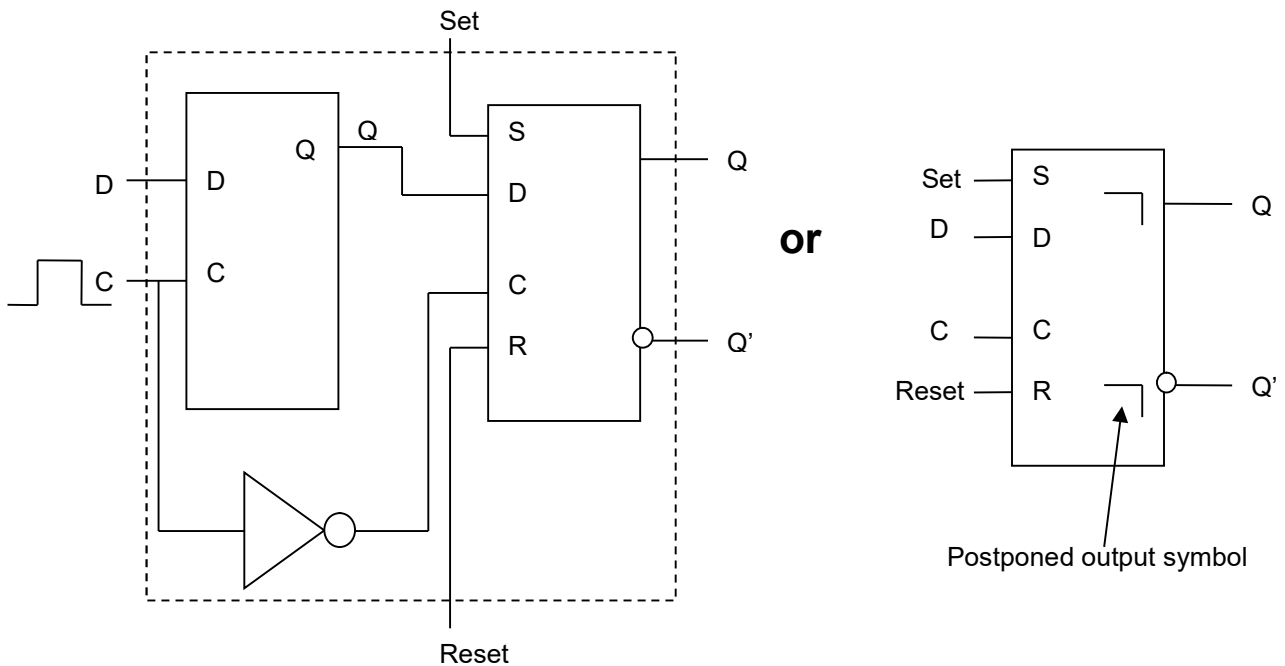 Set
D
C
Q
D
C
Q
S
D
C
R
Q
Q’
Reset
or
Set
D
C
Reset
S
D
C
R
Q
Q’
Postponed output symbol